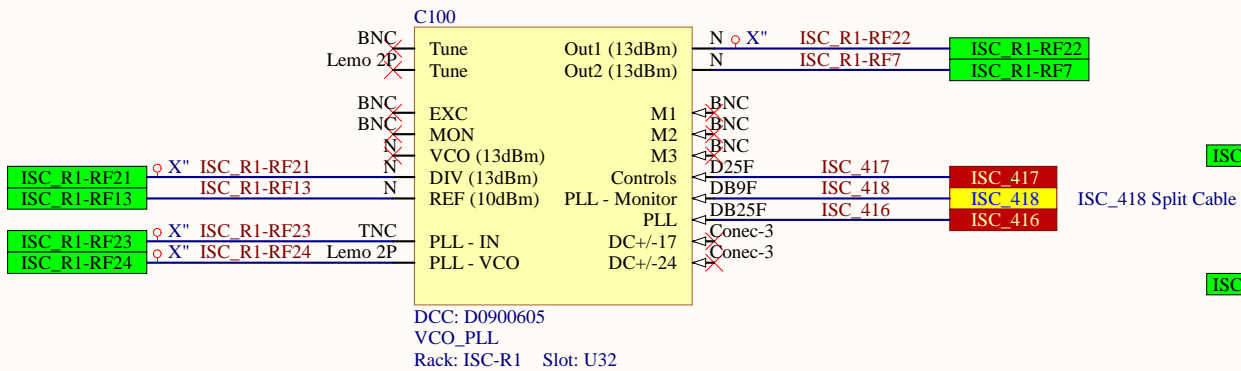 C100
BNC Tune Out1 (13dBm) N X" ISC_R1-RF22 ISC_R1-RF22
Lemo 2P Tune Out2 (13dBm) N ISC_R1-RF7 ISC_R1-RF7
BNC EXC M1 BNC
BNC MON M2 BNC
N VCO (13dBm) M3 BNC
ISC_R1-RF21 X" ISC_R1-RF21 N DIV (13dBm) Controls D25F ISC_417 ISC_417
ISC_R1-RF13 ISC_R1-RF13 N REF (10dBm) PLL - Monitor DB9F ISC_418 ISC_418 ISC_418 Split Cable
PLL DB25F ISC_416 ISC_416
ISC_R1-RF23 X" ISC_R1-RF23 TNC PLL - IN DC+/-17 Conec-3
ISC_R1-RF24 X" ISC_R1-RF24 Lemo 2P PLL - VCO DC+/-24 Conec-3
ISC
ISC
DCC: D0900605
VCO_PLL
Rack: ISC-R1 Slot: U32